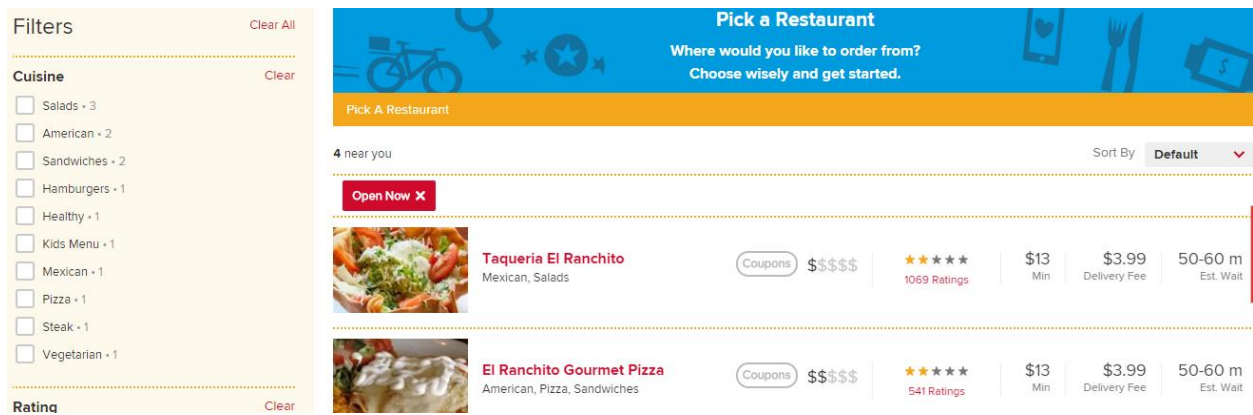 Filters
Clear All
Cuisine
Clear
Salads • 3
American • 2
Sandwiches • 2
Hamburgers • 1
Healthy • 1
Kids Menu • 1
Mexican • 1
Pizza • 1
Steak • 1
Vegetarian • 1
Rating
Clear
Pick a Restaurant
Where would you like to order from?
Choose wisely and get started.
$
Pick A Restaurant
4 near you
Sort By
Default
Open Now X
Taqueria El Ranchito
Mexican, Salads
Coupons
$$$$$
1069 Ratings
$13
Min
$3.99
Delivery Fee
50-60 m
Est. Wait
El Ranchito Gourmet Pizza
American, Pizza, Sandwiches
Coupons
$$$$$
541 Ratings
$13
Min
$3.99
Delivery Fee
50-60 m
Est. Wait